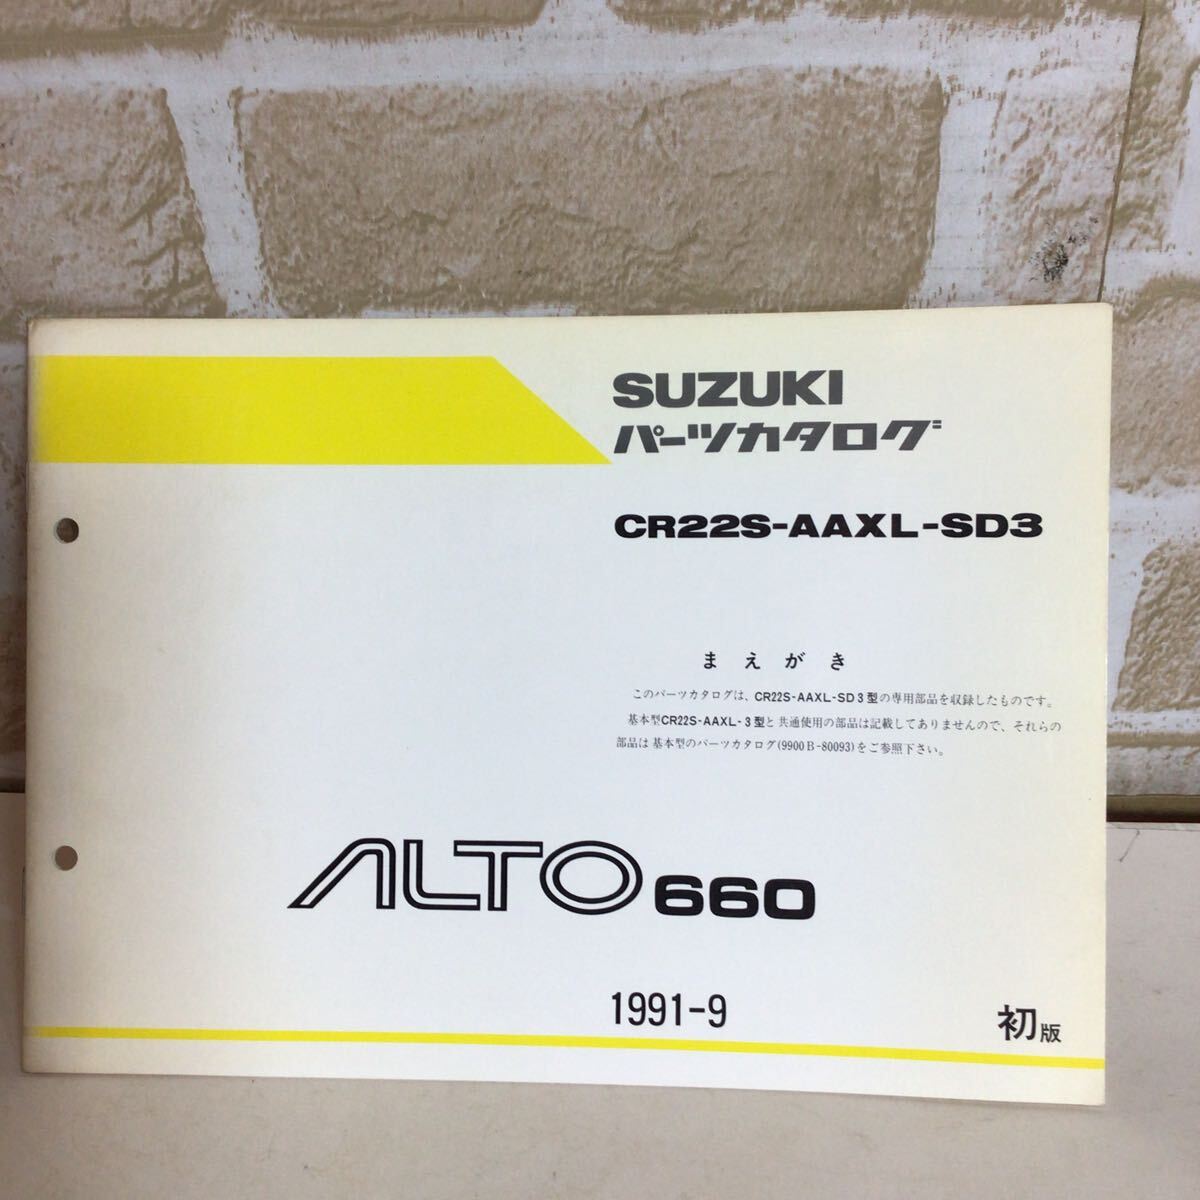 SUZUKI
パーツカタログ
CR22S-AAXL-SD3
まえがき
このパーツカタログは、CR22S-AAXL-SD3型の専用部品を収録したものです。
基本型CR22S-AAXL-3型と共通使用の部品は記載してありませんので、それらの
部品は基本型のパーツカタログ(9900B-80093)をご参照下さい。
ALTO 660
1991-9
初版